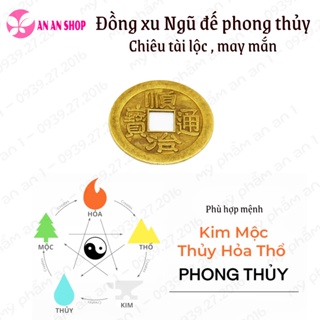 AN AN SHOP
Đồng xu Ngũ đế phong thủy
Chiêu tài lộc , may mắn
順
寶 通
治
HỎA
MỘC
THỔ
THỦY
KIM
Phù hợp mệnh
Kim Mộc
Thủy Hỏa Thổ
PHONG THỦY